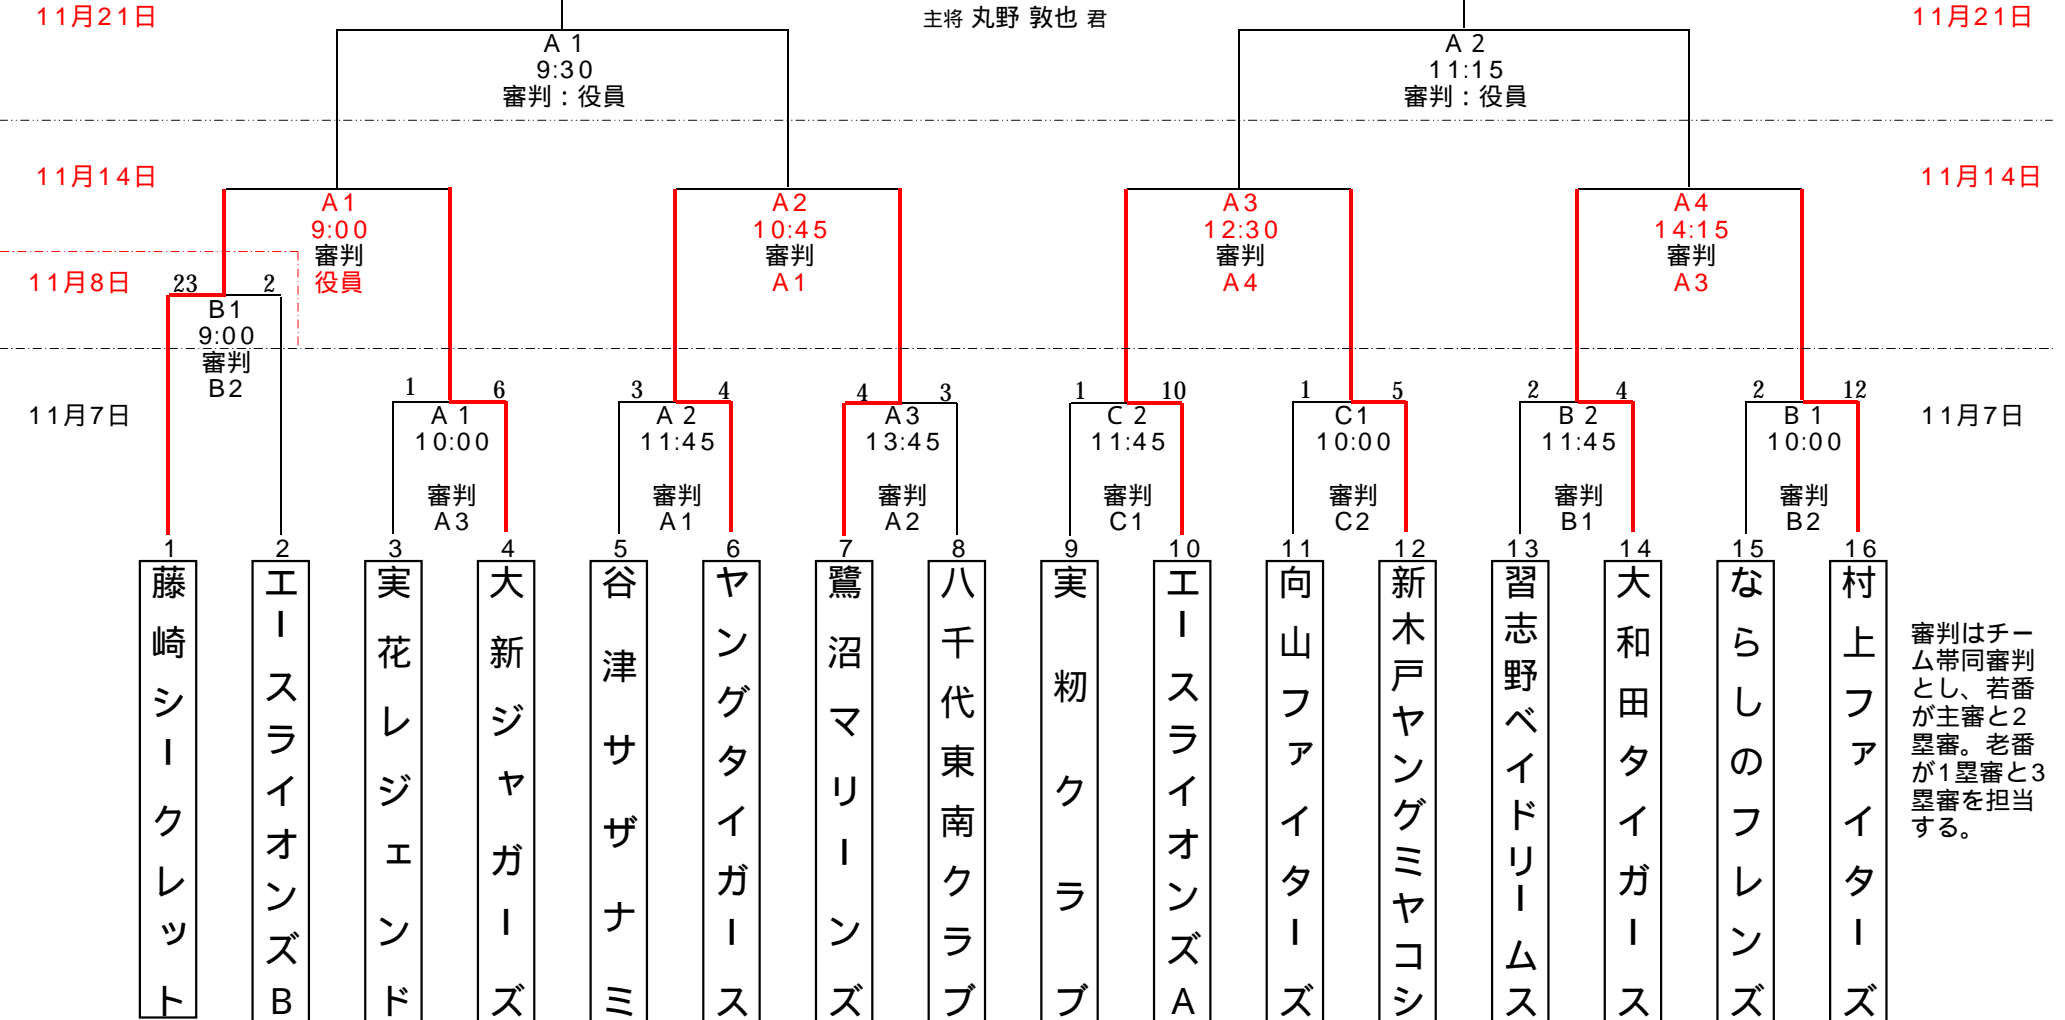 11月21日
主将 丸野 敦也 君
11月21日
A 1
9:30
審判：役員
A 2
11:15
審判：役員
11月14日
11月14日
A1
9:00
審判
役員
A2
10:45
審判
A1
A3
12:30
審判
A4
A4
14:15
審判
A3
11月8日
23 2
B1
9:00
審判
B2
11月7日
11月7日
1 6
A 1
10:00
審判
A3
3 4
A 2
11:45
審判
A1
4 3
A3
13:45
審判
A2
1 10
C 2
11:45
審判
C1
1 5
C1
10:00
審判
C2
2 4
B 2
11:45
審判
B1
2 12
B 1
10:00
審判
B2
1
藤崎シークレット
2
エースライオンズB
3
実花レジェンド
4
大新ジャガーズ
5
谷津サザナミ
6
ヤングタイガース
7
鷺沼マリーンズ
8
八千代東南クラブ
9
実籾クラブ
10
エースライオンズA
11
向山ファイターズ
12
新木戸ヤングミヤコシ
13
習志野ベイドリームス
14
大和田タイガース
15
ならしのフレンズ
16
村上ファイターズ
審判はチー
ム帯同審判
とし、若番
が主審と2
塁審。老番
が1塁審と3
塁審を担当
する。